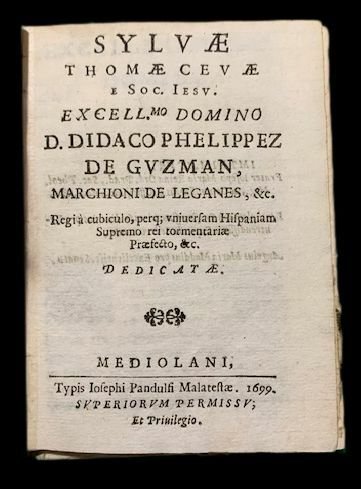 SYLVÆ
THOMÆ CEVÆ
E SOC. IESV.
EXCELL.MO DOMINO
D. DIDACO PHELIPPEZ
DE GVZMAN,
MARCHIONI DE LEGANES, &c.
Regi à cubiculo, perq; vniuersam Hispaniam
Supremo rei tormentariæ
Præfecto, &c.
DEDICATÆ.
MEDIOLANI,
Typis Iosephi Pandulfi Malatestæ. 1699.
SVPERIORVM PERMISSV;
Et Priuilegio.